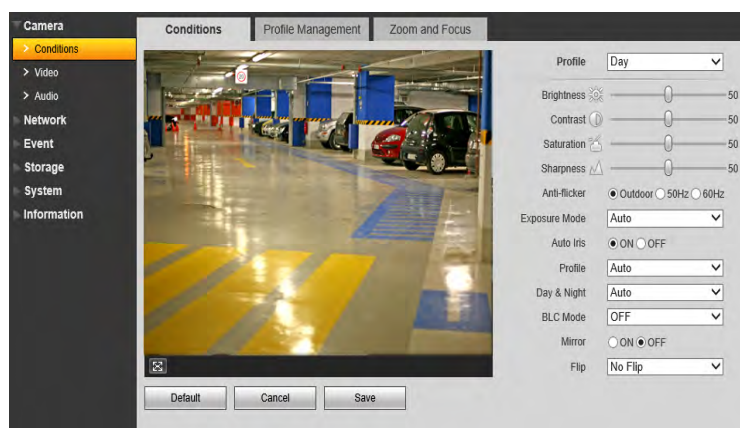 Camera
> Conditions
> Video
> Audio
Network
Event
Storage
System
Information
Conditions
Profile Management
Zoom and Focus
Default
Cancel
Save
Profile Day
Brightness 50
Contrast 50
Saturation 50
Sharpness 50
Anti-flicker Outdoor 50Hz 60Hz
Exposure Mode Auto
Auto Iris ON OFF
Profile Auto
Day & Night Auto
BLC Mode OFF
Mirror ON OFF
Flip No Flip